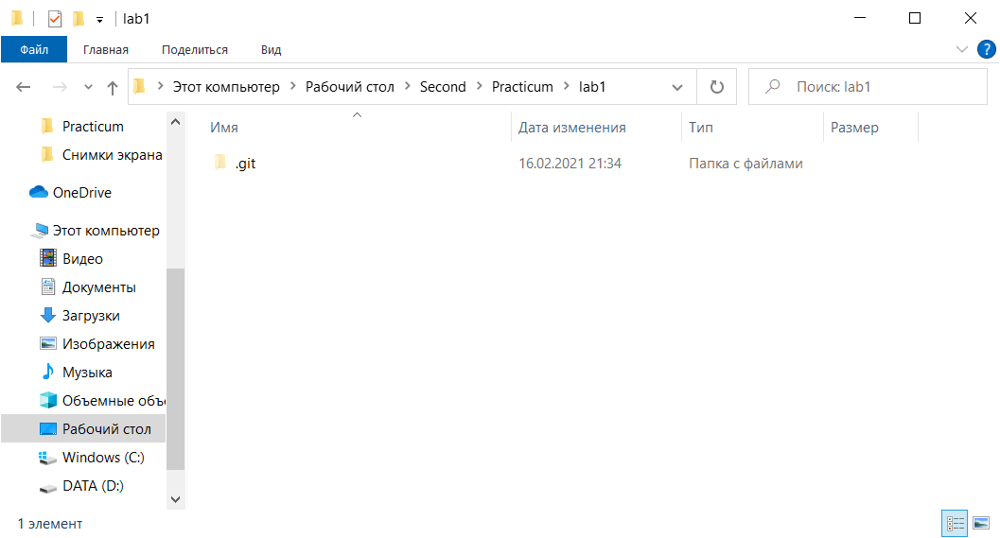 lab1
Файл Главная Поделиться Вид ?
Этот компьютер Рабочий стол Second Practicum lab1 Поиск: lab1
Practicum
Снимки экрана
OneDrive
Этот компьютер
Видео
Документы
Загрузки
Изображения
Музыка
Объемные объе
Рабочий стол
Windows (C:)
DATA (D:)
Имя Дата изменения Тип Размер
.git 16.02.2021 21:34 Папка с файлами
1 элемент